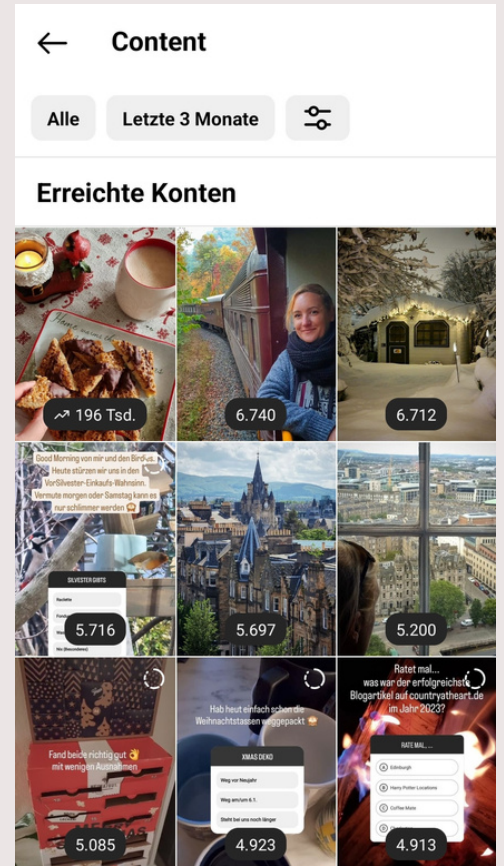 Content
Alle
Letzte 3 Monate
Erreichte Konten
196 Tsd.
6.740
6.712
Good Morning von mir und den Birdies.
Heute stürzen wir uns in den
VorSilvester-Einkaufs-Wahnsinn.
Vermute morgen oder Samstag kann es
nur schlimmer werden
SILVESTER GIBTS
Raclette
5.716
5.697
5.200
Fand beide richtig gut
mit wenigen Ausnahmen
5.085
Hab heut einfach schon die
Weihnachtstassen weggepackt
XMAS DEKO
Weg vor Neujahr
Weg am/um 6.1.
Steht bei uns noch länger
4.923
Ratet mal...
was war der erfolgreichste
Blogartikel auf countryatheart.de
im Jahr 2023?
RATE MAL....
A Edinburgh
B Harry Potter Locations
C Coffee Mate
D
4.913